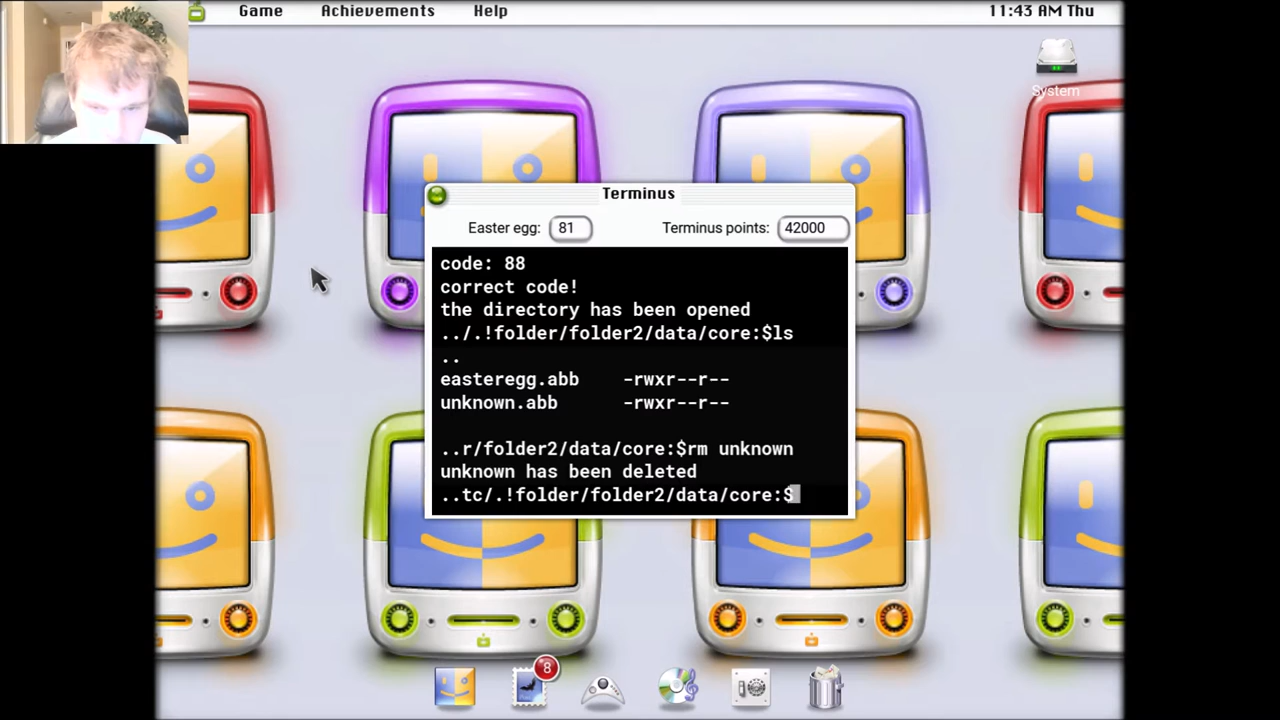 Game Achievements Help 11:43 AM Thu
System
Terminus
Easter egg: 81 Terminus points: 42000
code: 88
correct code!
the directory has been opened
../.!folder/folder2/data/core:$ls
..
easteregg.abb -rwxr--r--
unknown.abb -rwxr--r--
..r/folder2/data/core:$rm unknown
unknown has been deleted
..tc/.!folder/folder2/data/core:$
8